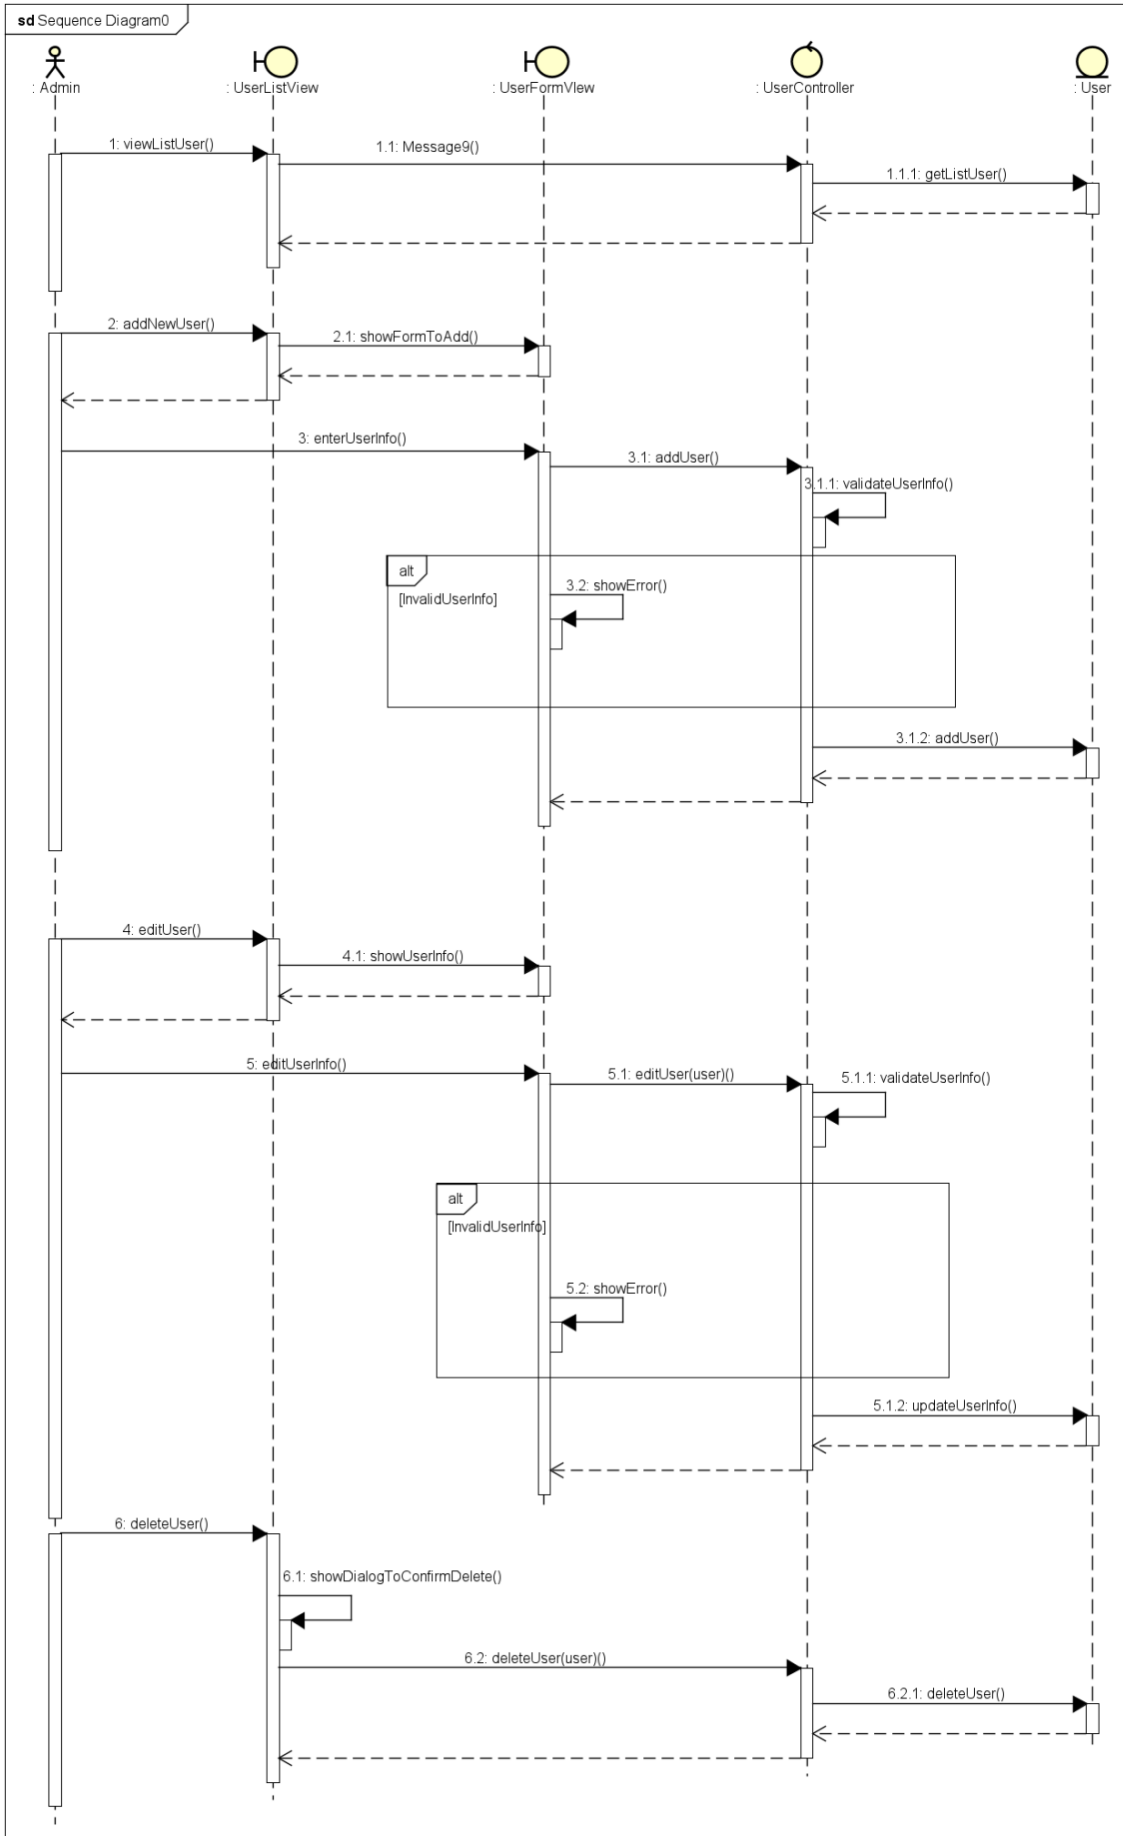 sd Sequence Diagram0
: Admin
: UserListView
: UserFormVIew
: UserController
: User
1: viewListUser()
1.1: Message9()
1.1.1: getListUser()
2: addNewUser()
2.1: showFormToAdd()
3: enterUserInfo()
3.1: addUser()
3.1.1: validateUserInfo()
alt
[InvalidUserInfo]
3.2: showError()
3.1.2: addUser()
4: editUser()
4.1: showUserInfo()
5: editUserInfo()
5.1: editUser(user)()
5.1.1: validateUserInfo()
alt
[InvalidUserInfo]
5.2: showError()
5.1.2: updateUserInfo()
6: deleteUser()
6.1: showDialogToConfirmDelete()
6.2: deleteUser(user)()
6.2.1: deleteUser()